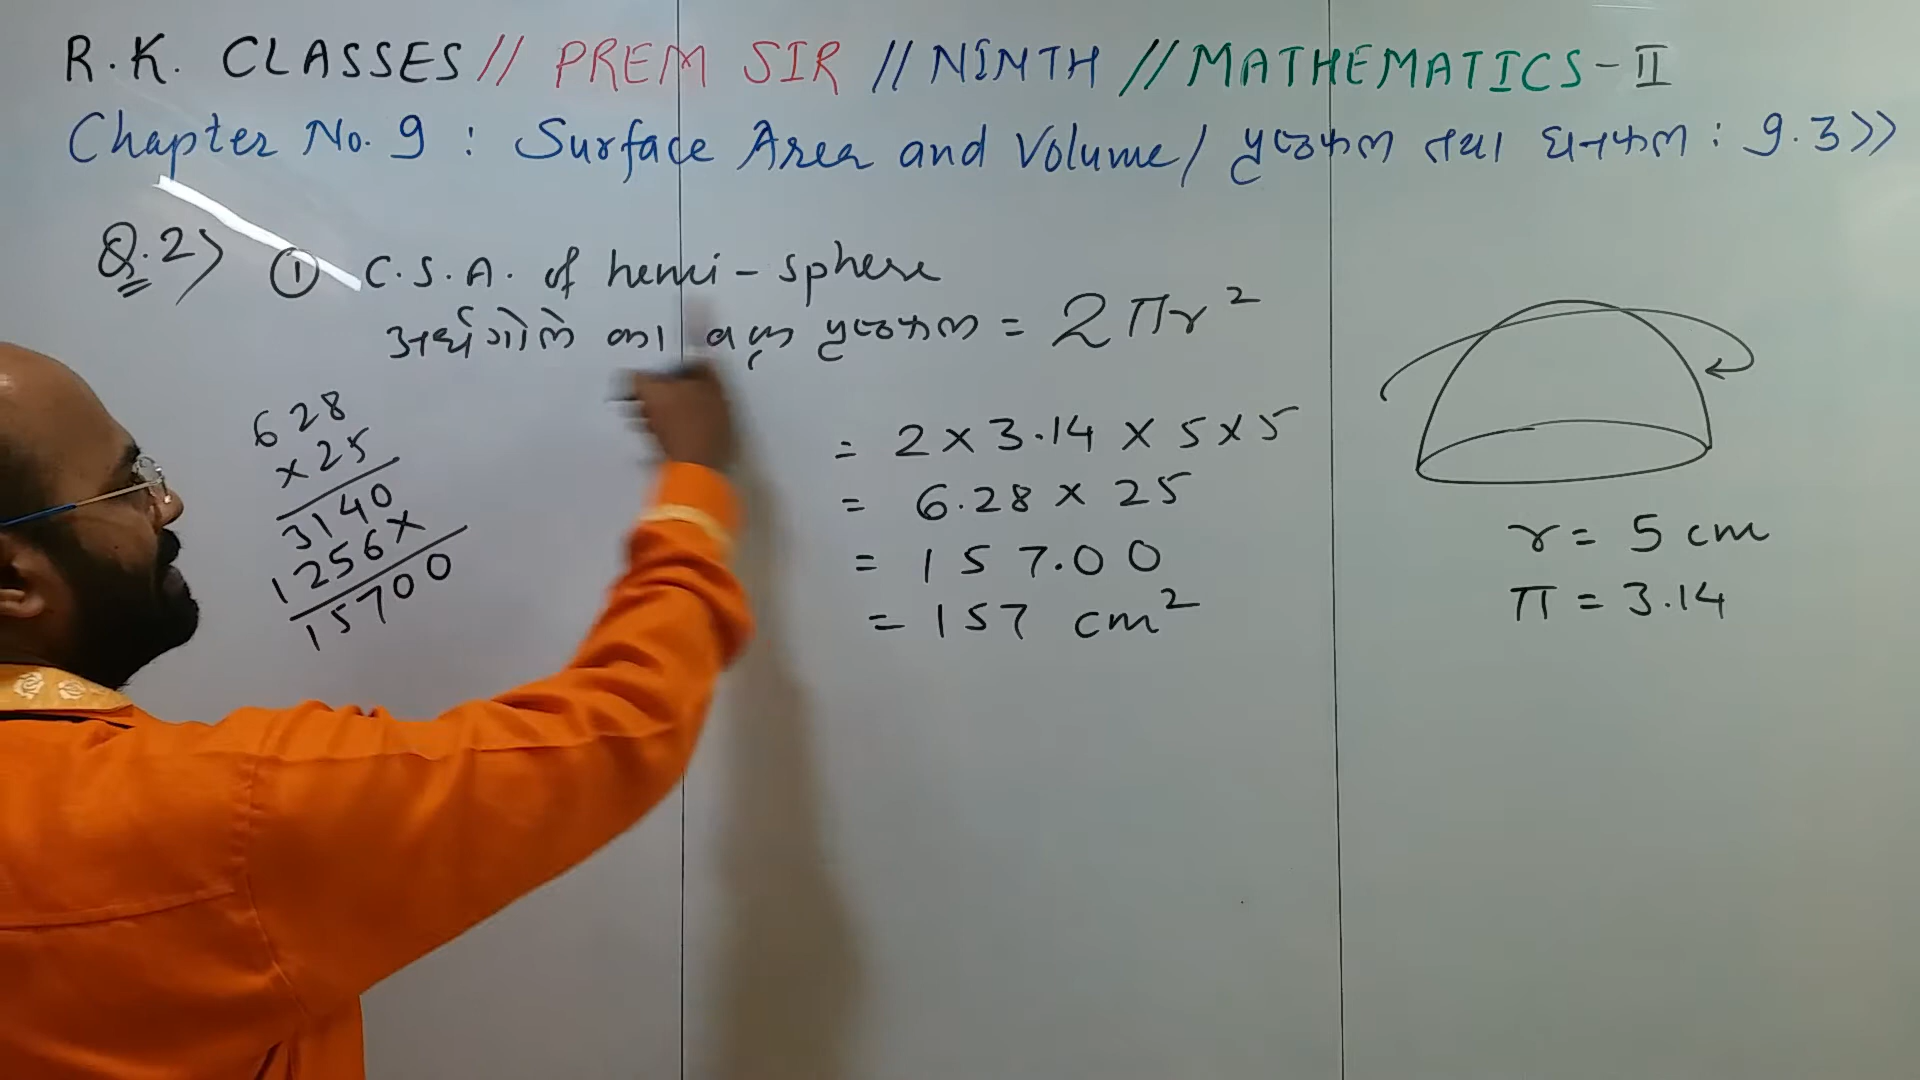 R.K. CLASSES // PREM SIR // NINTH // MATHEMATICS - II
Chapter No. 9 : Surface Area and Volume / पृष्ठफल तथा घनफल : 9.3 >>
Q.2) ① C.S.A. of hemi - sphere
अर्धगोले का वक्र पृष्ठफल = 2πr²
628
×25
3140
1256×
15700
= 2 × 3.14 × 5 × 5
= 6.28 × 25
= 157.00
= 157 cm²
r = 5 cm
π = 3.14